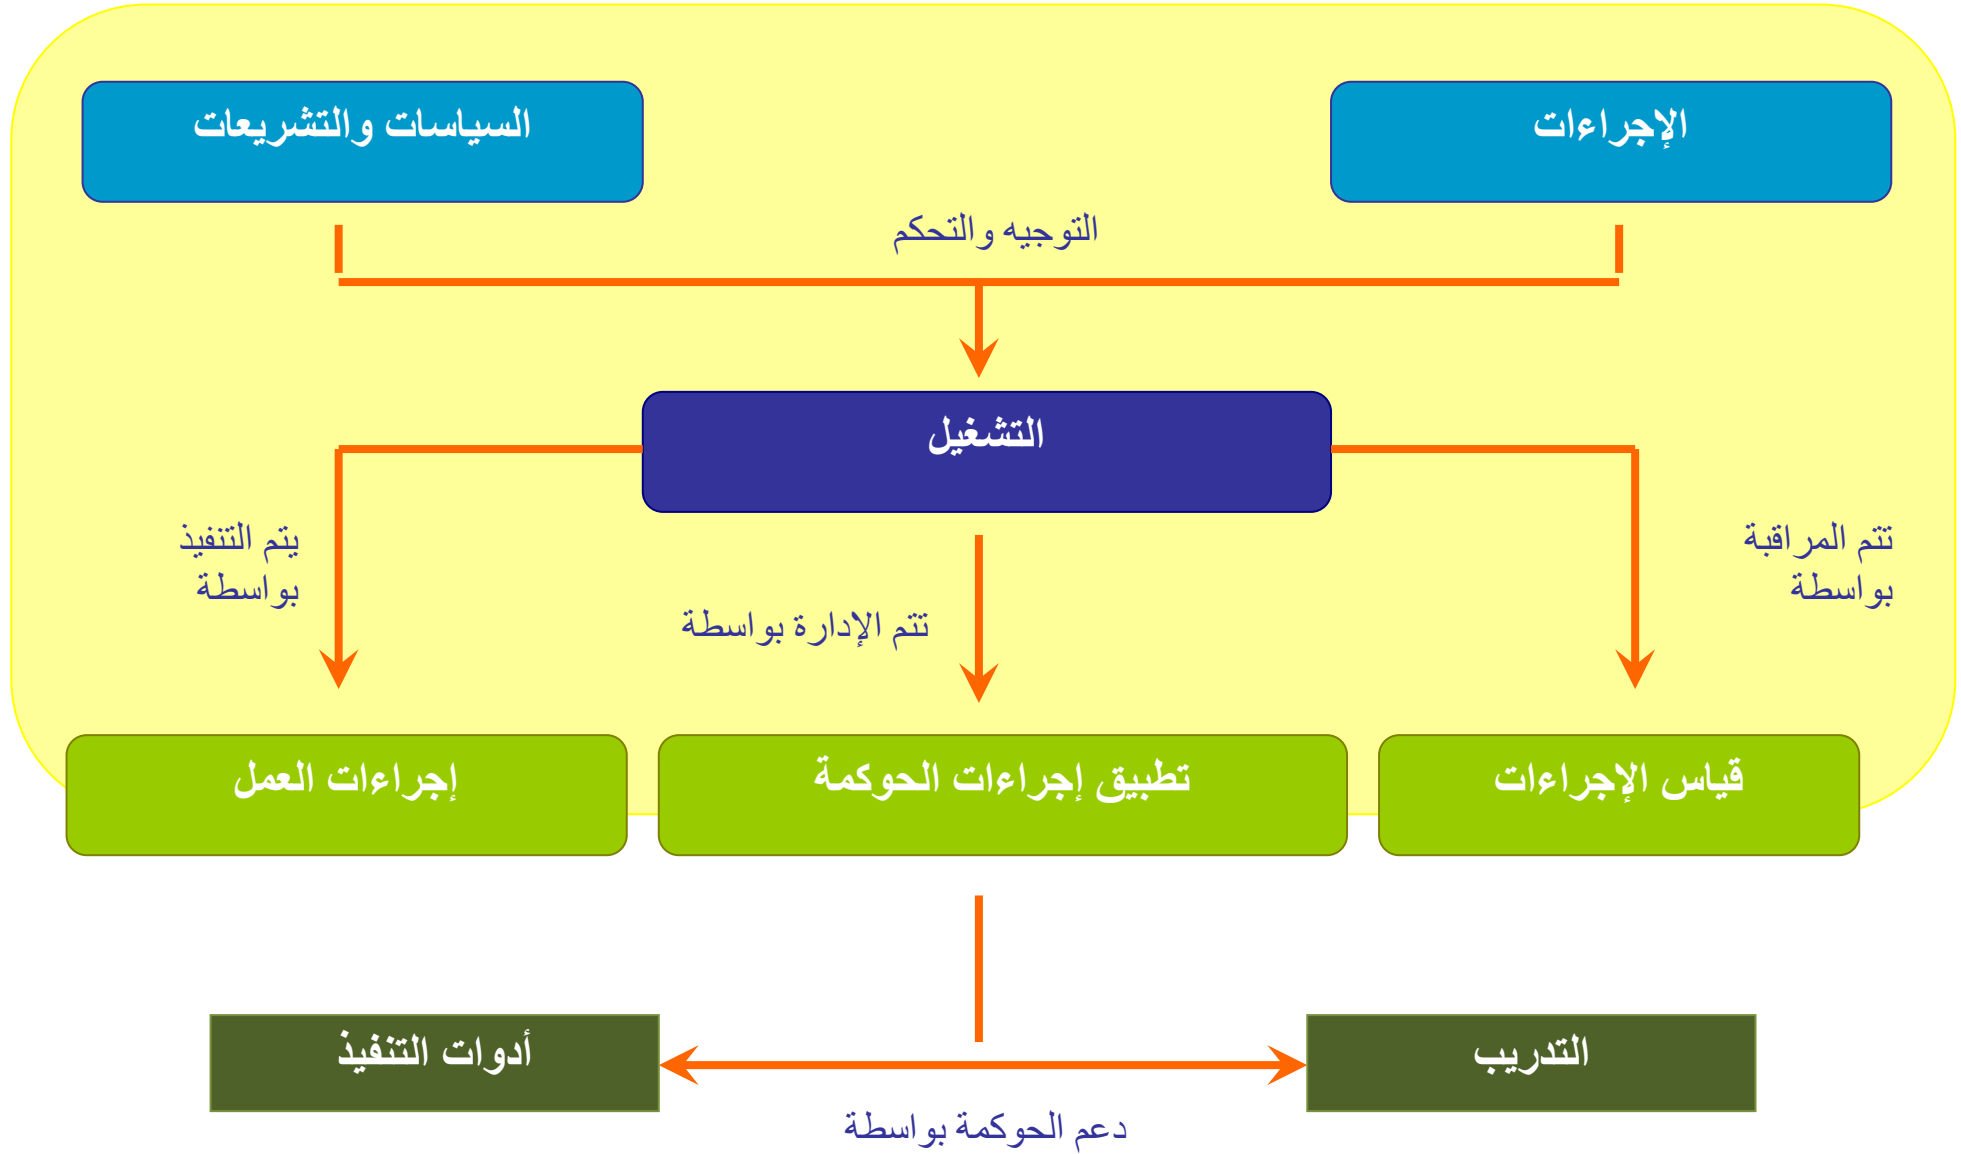 الإجراءات
السياسات والتشريعات
التوجيه والتحكم
التشغيل
تتم المراقبة
بواسطة
تتم الإدارة بواسطة
يتم التنفيذ
بواسطة
قياس الإجراءات
تطبيق إجراءات الحوكمة
إجراءات العمل
التدريب
أدوات التنفيذ
دعم الحوكمة بواسطة